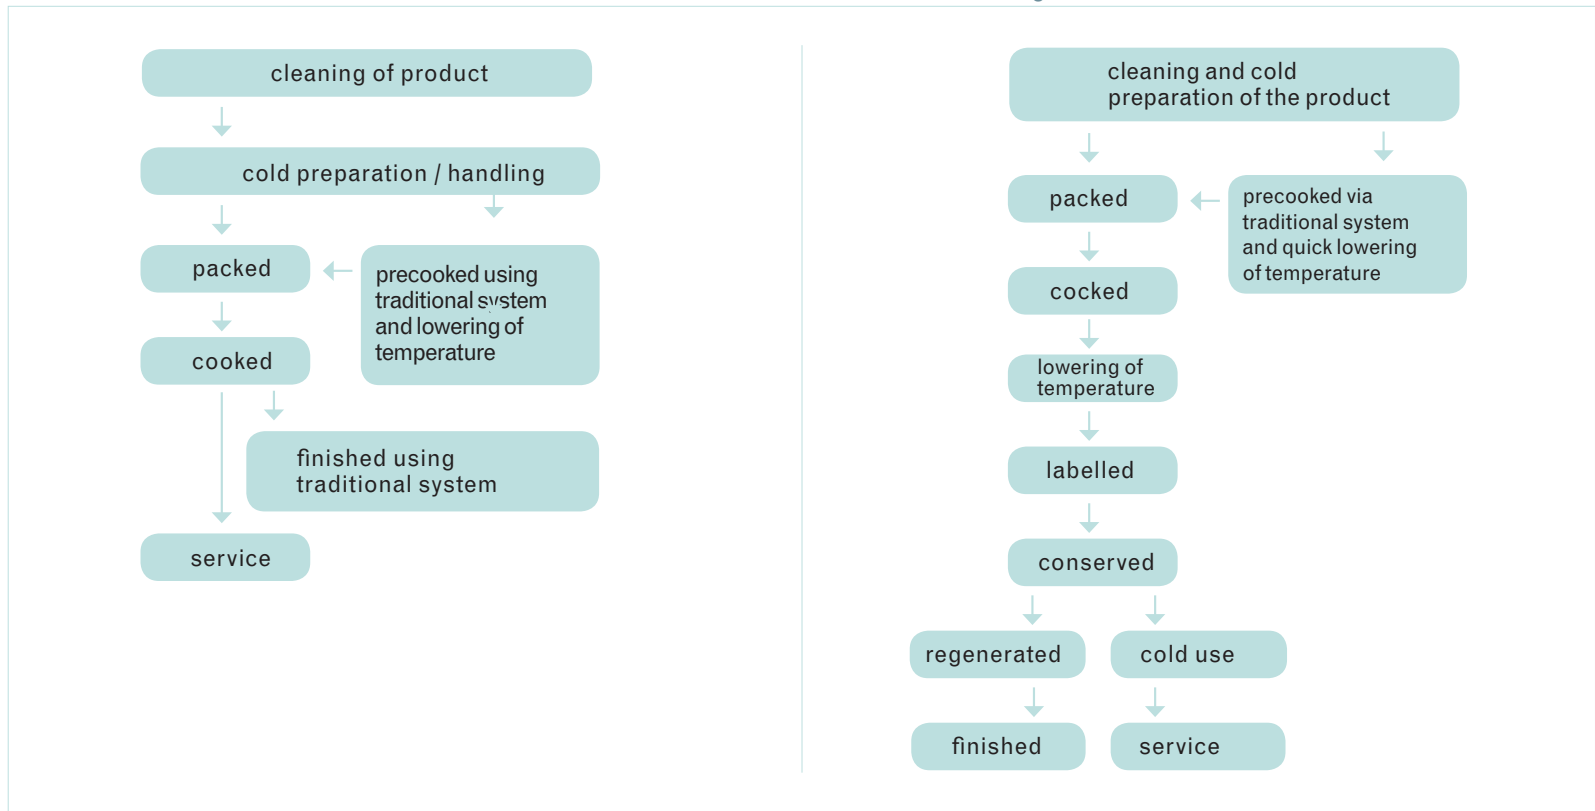 cleaning of product
cold preparation / handling
packed
precooked using
traditional system
and lowering of
temperature
cooked
finished using
traditional system
service
cleaning and cold
preparation of the product
packed
precooked via
traditional system
and quick lowering
of temperature
cocked
lowering of
temperature
labelled
conserved
regenerated
cold use
finished
service